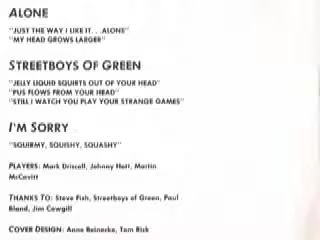 ALONE
"JUST THE WAY I LIKE IT. . .ALONE"
"MY HEAD GROWS LARGER"
STREETBOYS OF GREEN
"JELLY LIQUID SQUIRTS OUT OF YOUR HEAD"
"PUS FLOWS FROM YOUR HEAD"
"STILL I WATCH YOU PLAY YOUR STRANGE GAMES"
I'M SORRY
"SQUIRMY, SQUISHY, SQUASHY"
PLAYERS: Mark Driscoll, Johnny Hott, Martin
McCavitt
THANKS TO: Steve Fish, Streetboys of Green, Paul
Bland, Jim Cowgill
COVER DESIGN: Anne Reinerke, Tom Risk